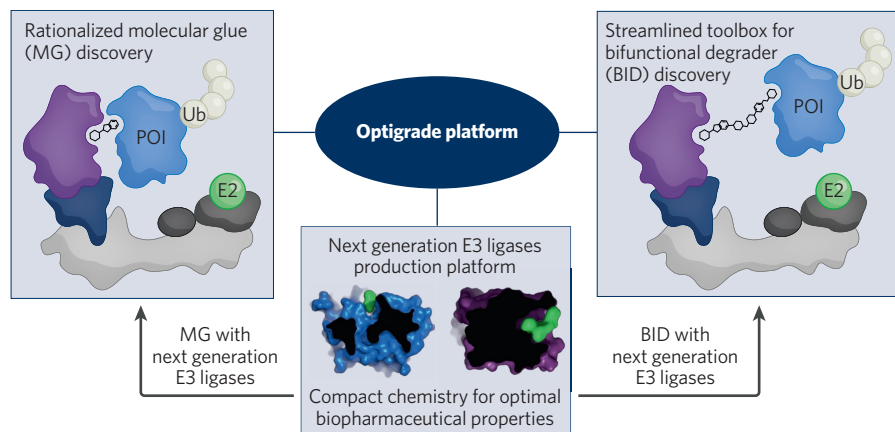 Rationalized molecular glue
(MG) discovery
Ub
POI
E2
Optigrade platform
Streamlined toolbox for
bifunctional degrader
(BID) discovery
Ub
POI
E2
Next generation E3 ligases
production platform
Compact chemistry for optimal
biopharmaceutical properties
MG with
next generation
E3 ligases
BID with
next generation
E3 ligases